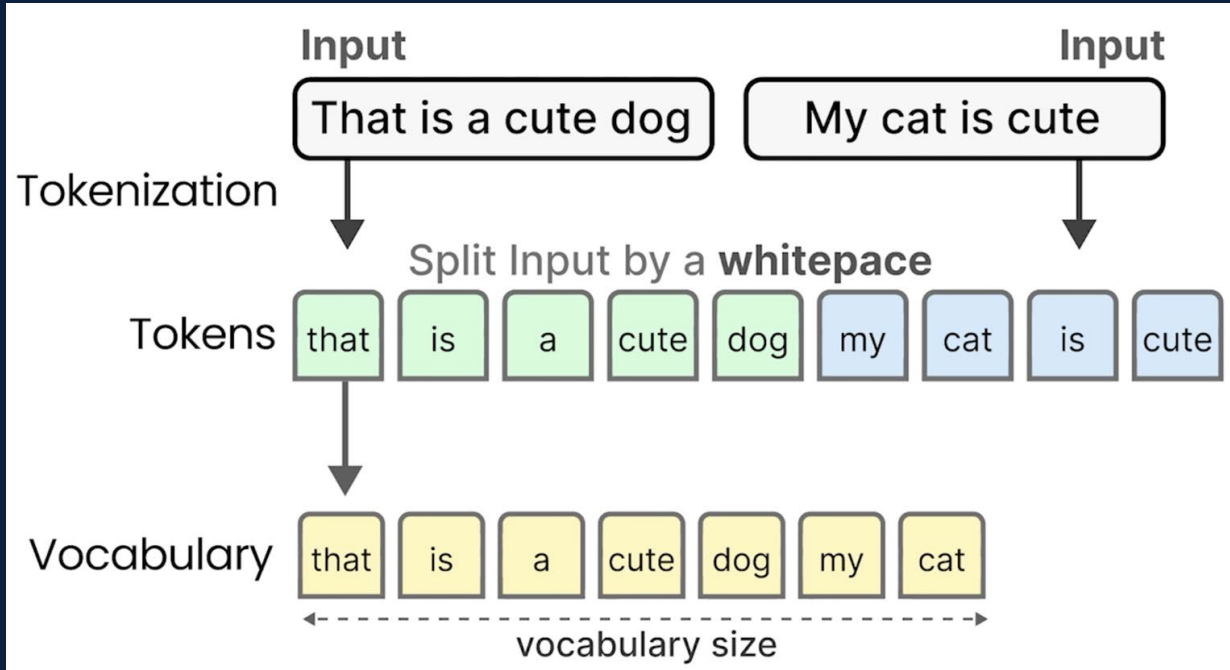 Input Input
That is a cute dog My cat is cute
Tokenization
Split Input by a whitepace
Tokens that is a cute dog my cat is cute
Vocabulary that is a cute dog my cat
vocabulary size